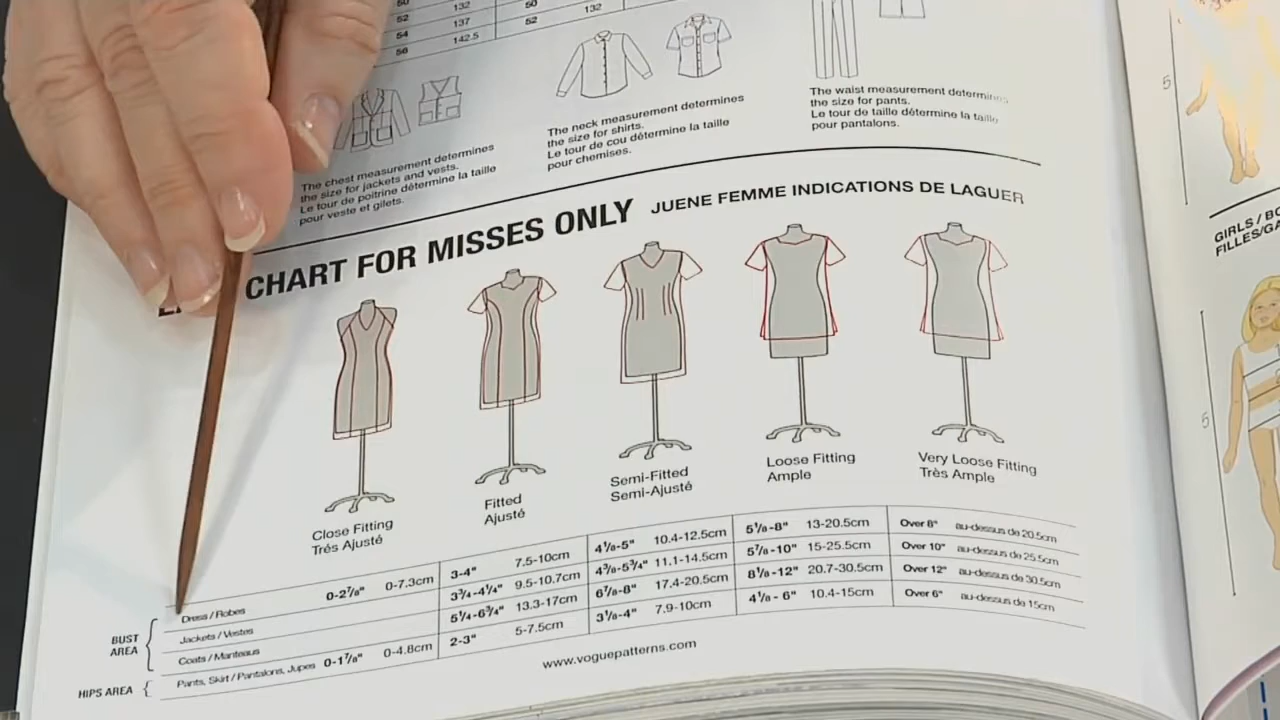 50 132 50
52 137 52 132
54 142.5
56
The chest measurement determines
the size for jackets and vests.
Le tour de poitrine détermine la taille
pour veste et gilets.
The neck measurement determines
the size for shirts.
Le tour de cou détermine la taille
pour chemises.
The waist measurement determines
the size for pants.
Le tour de taille détermine la taille
pour pantalons.
CHART FOR MISSES ONLY JUENE FEMME INDICATIONS DE LAGUER
Close Fitting
Trés Ajusté
Fitted
Ajusté
Semi-Fitted
Semi-Ajusté
Loose Fitting
Ample
Very Loose Fitting
Très Ample
BUST
AREA
Dress / Robes 0-2⅞" 0-7.3cm 3-4" 7.5-10cm 4⅛-5" 10.4-12.5cm 5⅛-8" 13-20.5cm Over 8" au-dessus de 20.5cm
Jackets / Vestes 3¾-4¼" 9.5-10.7cm 4⅜-5¾" 11.1-14.5cm 5⅞-10" 15-25.5cm Over 10" au-dessus de 25.5cm
Coats / Manteaus 5¼-6¾" 13.3-17cm 6⅞-8" 17.4-20.5cm 8⅛-12" 20.7-30.5cm Over 12" au-dessus de 30.5cm
HIPS AREA
Pants, Skirt / Pantalons, Jupes 0-1⅞" 0-4.8cm 2-3" 5-7.5cm 3⅛-4" 7.9-10cm 4⅛-6" 10.4-15cm Over 6" au-dessus de 15cm
www.voguepatterns.com
5
GIRLS / BO
FILLES/GA
5